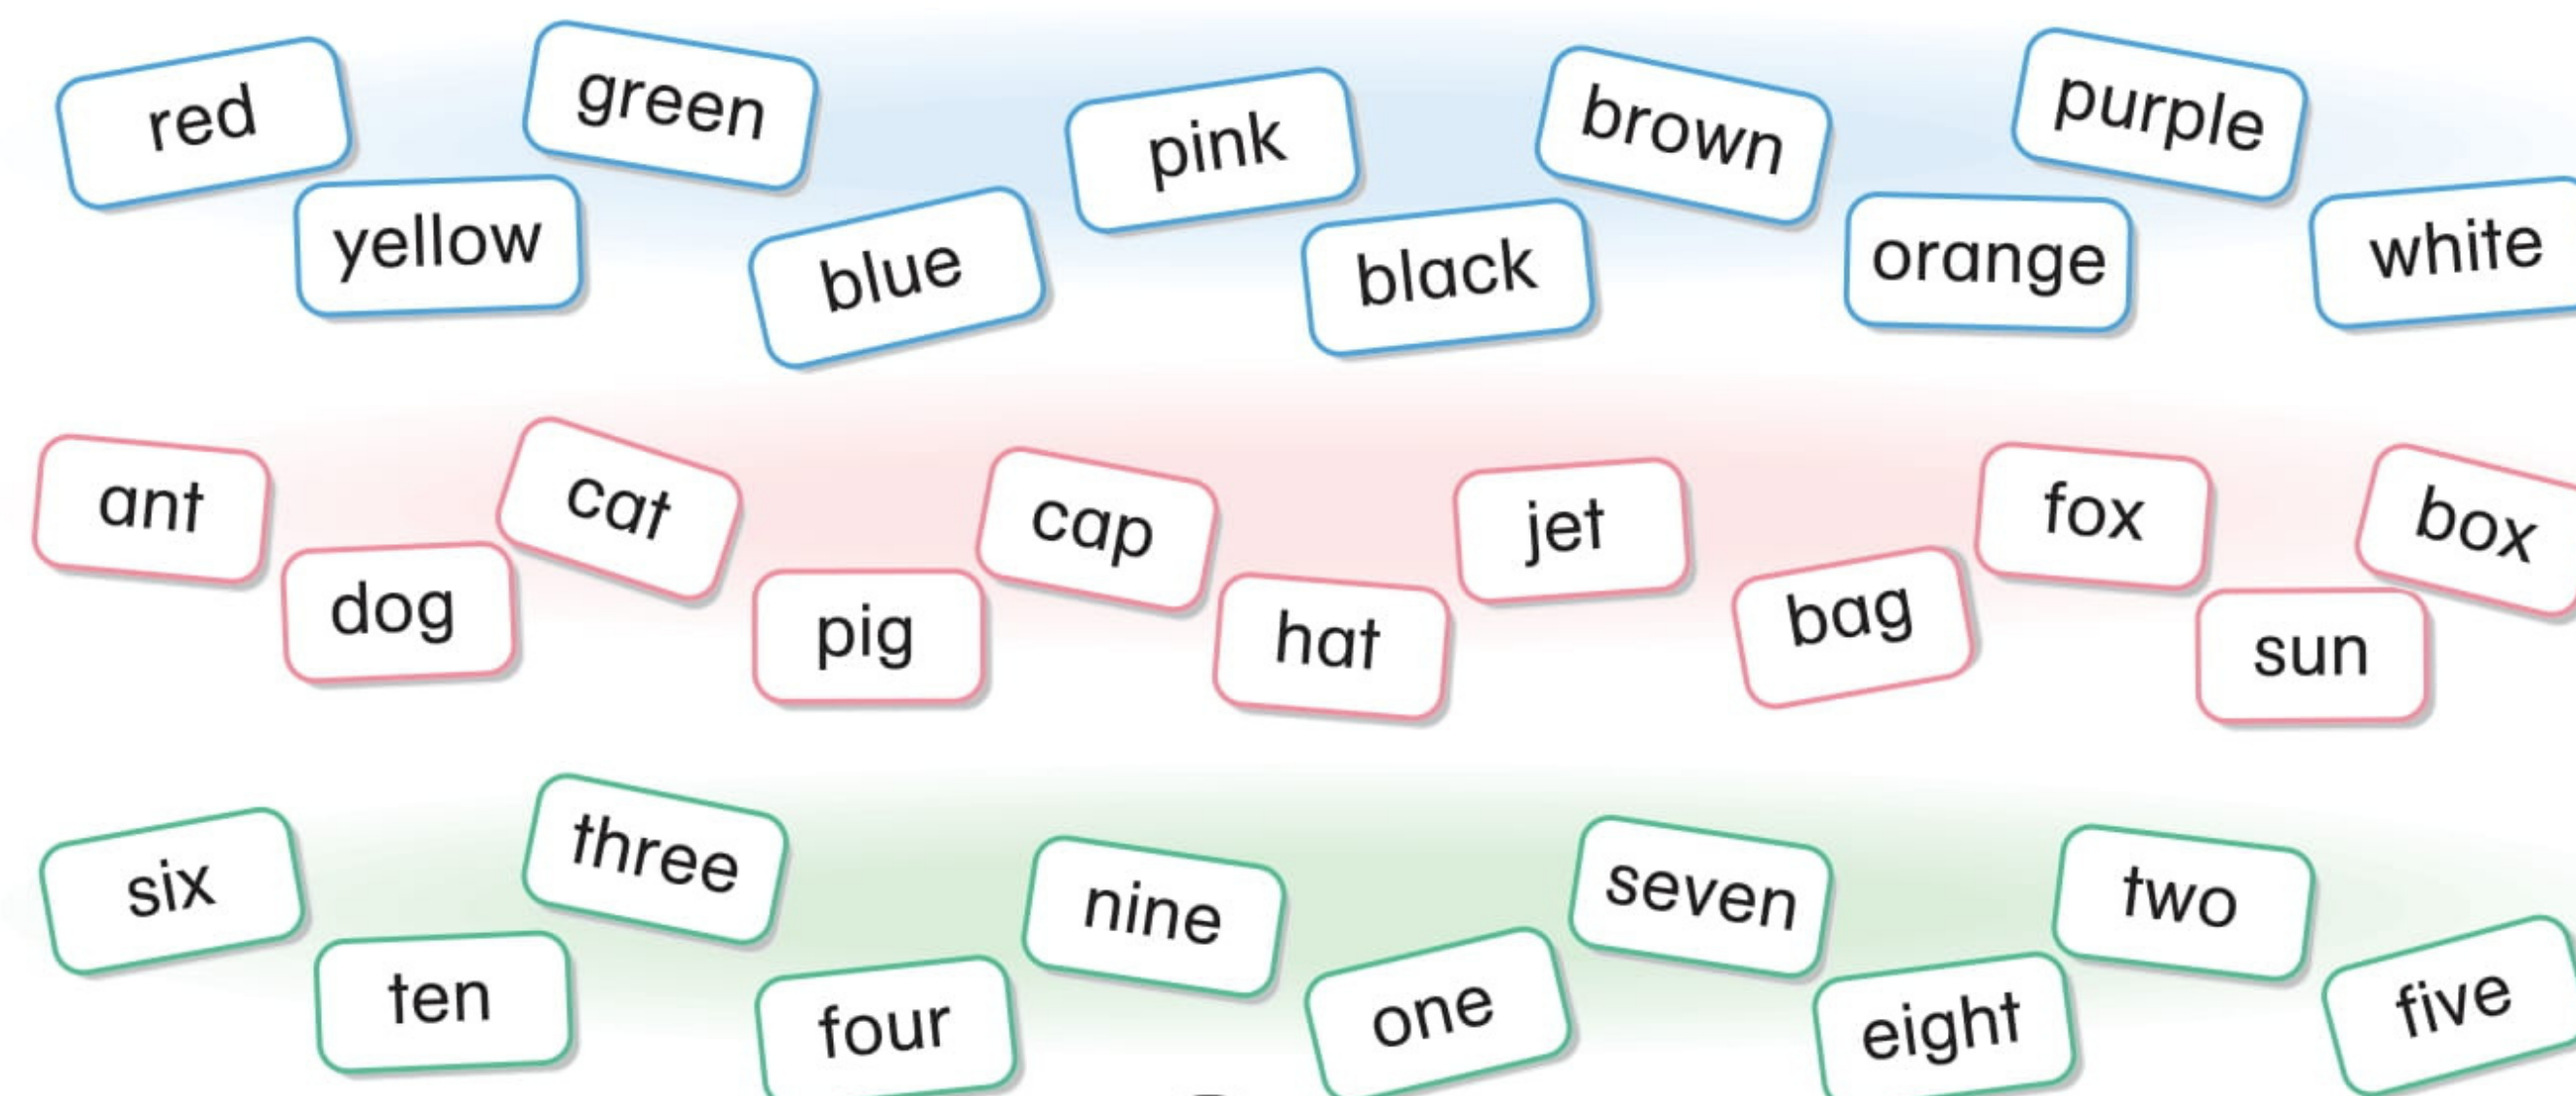 red yellow green blue pink black brown orange purple white
ant dog cat pig cap hat jet bag fox sun box
six ten three four nine one seven eight two five